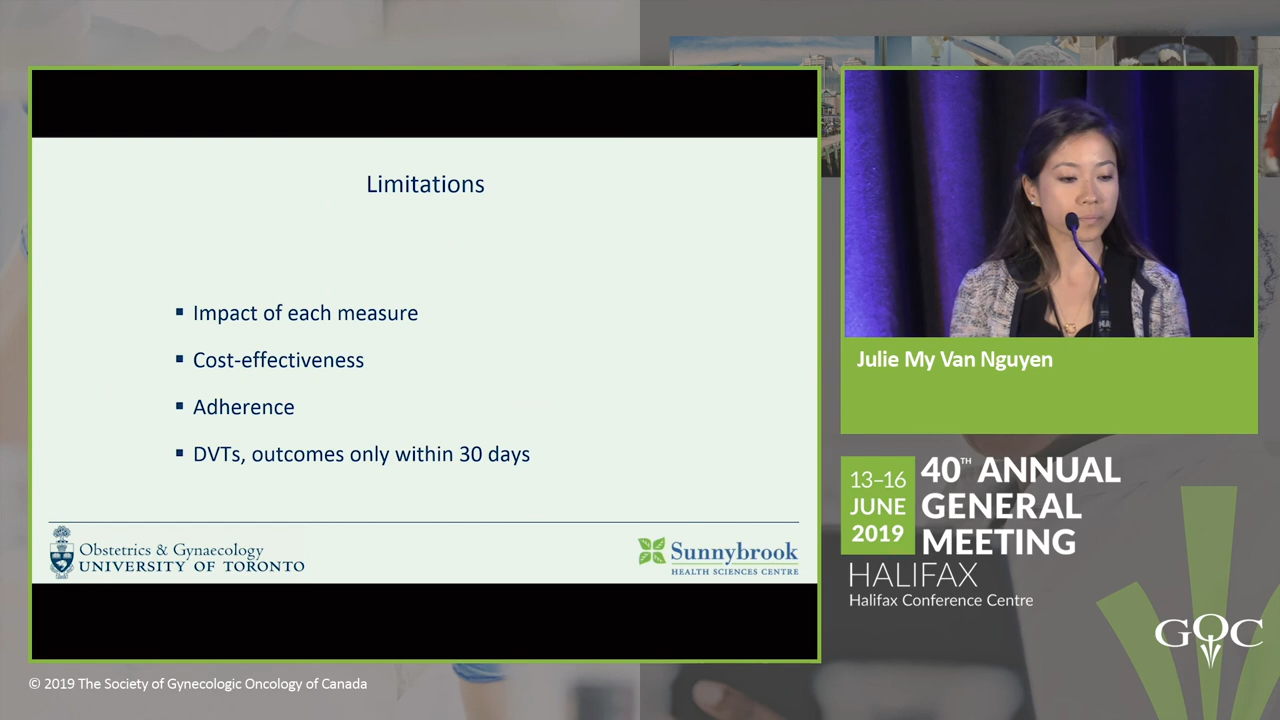 Limitations
Impact of each measure
Cost-effectiveness
Adherence
DVTs, outcomes only within 30 days
Obstetrics & Gynaecology
UNIVERSITY OF TORONTO
Sunnybrook
HEALTH SCIENCES CENTRE
Julie My Van Nguyen
13–16
JUNE
2019
40TH ANNUAL
GENERAL
MEETING
HALIFAX
Halifax Conference Centre
GOC
© 2019 The Society of Gynecologic Oncology of Canada